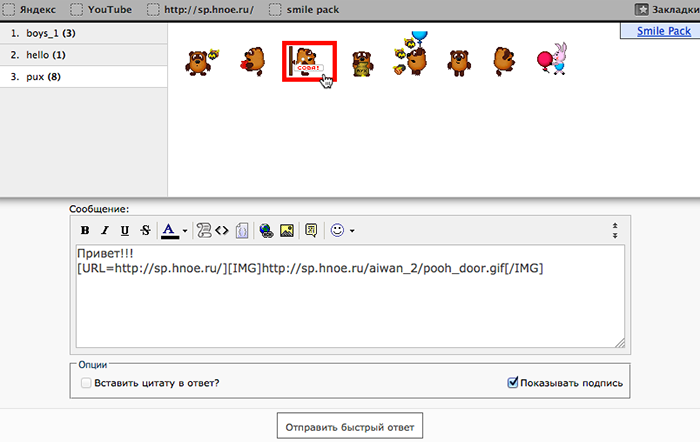 Яндекс YouTube http://sp.hnoe.ru/ smile pack Закладки
1. boys_1 (3)
2. hello (1)
3. pux (8)
Smile Pack
СОВА!
Сообщение:
B I U S A
Привет!!!
[URL=http://sp.hnoe.ru/][IMG]http://sp.hnoe.ru/aiwan_2/pooh_door.gif[/IMG]
Опции
Вставить цитату в ответ? Показывать подпись
Отправить быстрый ответ